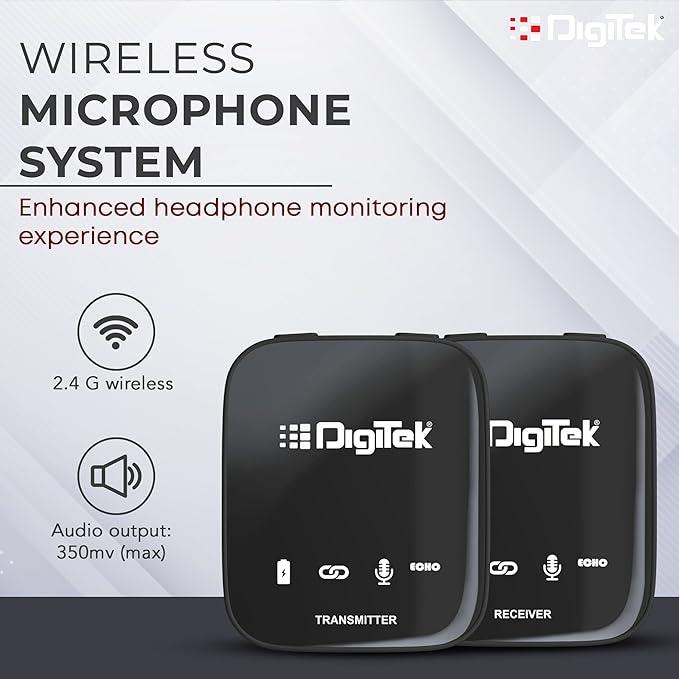 DigiTek®
WIRELESS
MICROPHONE
SYSTEM
Enhanced headphone monitoring
experience
2.4 G wireless
Audio output:
350mv (max)
DigiTek®
DigiTek®
ECHO
ECHO
TRANSMITTER
RECEIVER